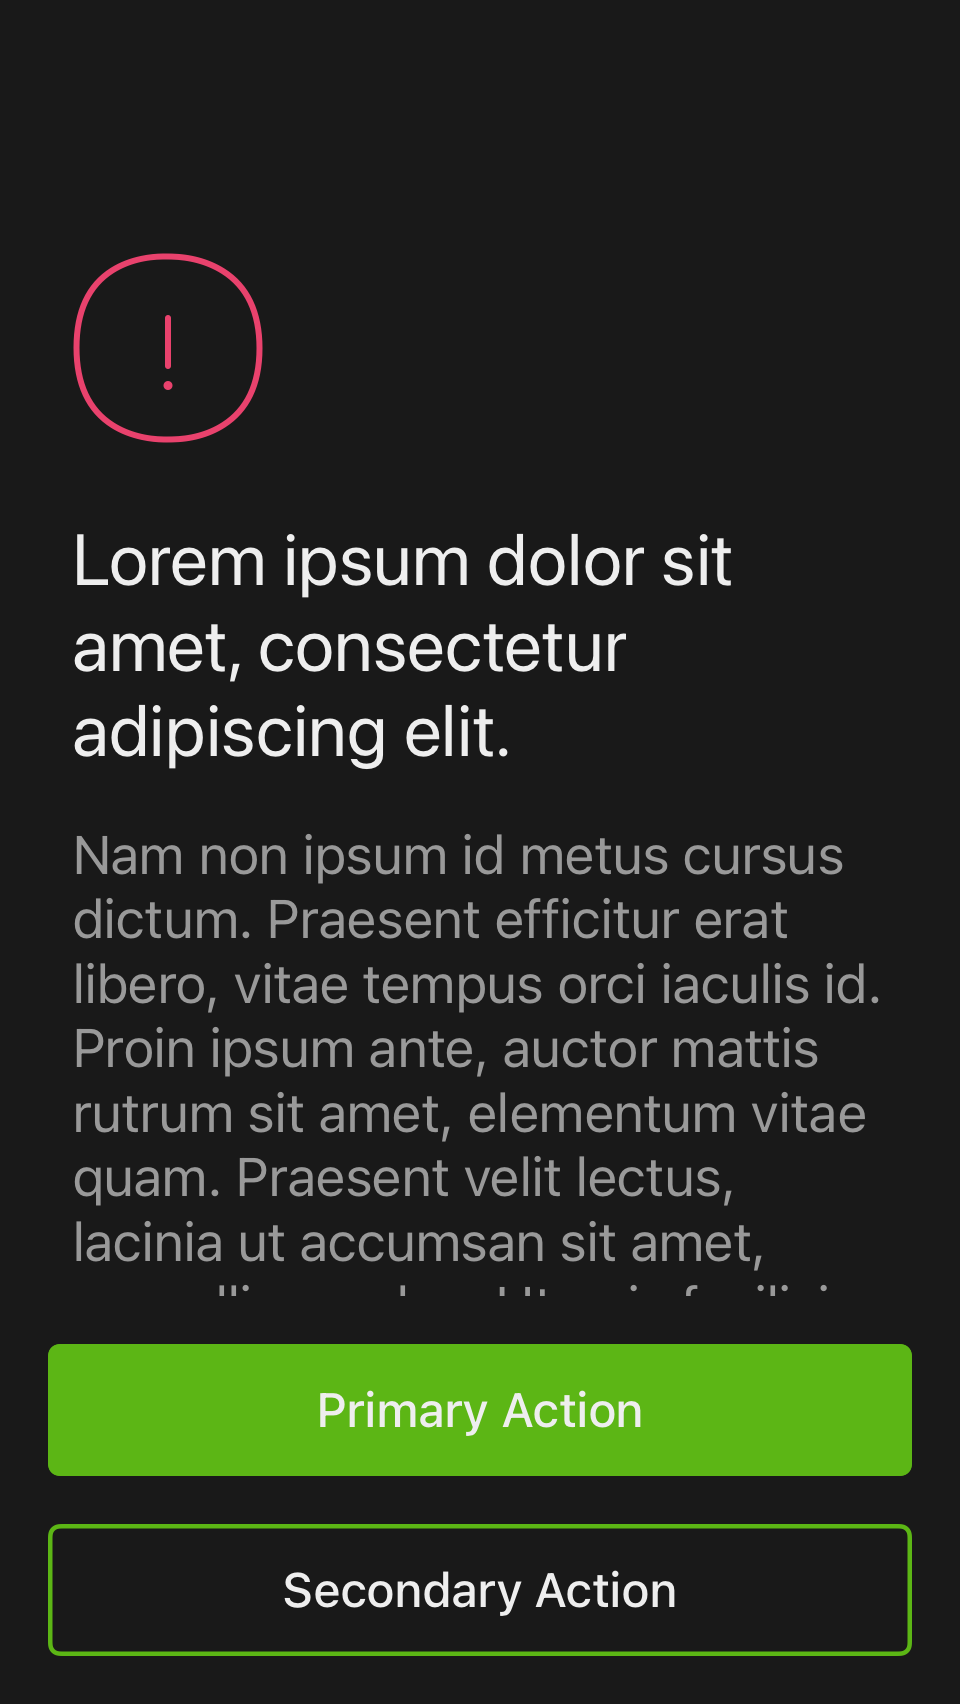 Lorem ipsum dolor sit
amet, consectetur
adipiscing elit.
Nam non ipsum id metus cursus
dictum. Praesent efficitur erat
libero, vitae tempus orci iaculis id.
Proin ipsum ante, auctor mattis
rutrum sit amet, elementum vitae
quam. Praesent velit lectus,
lacinia ut accumsan sit amet,
Primary Action
Secondary Action